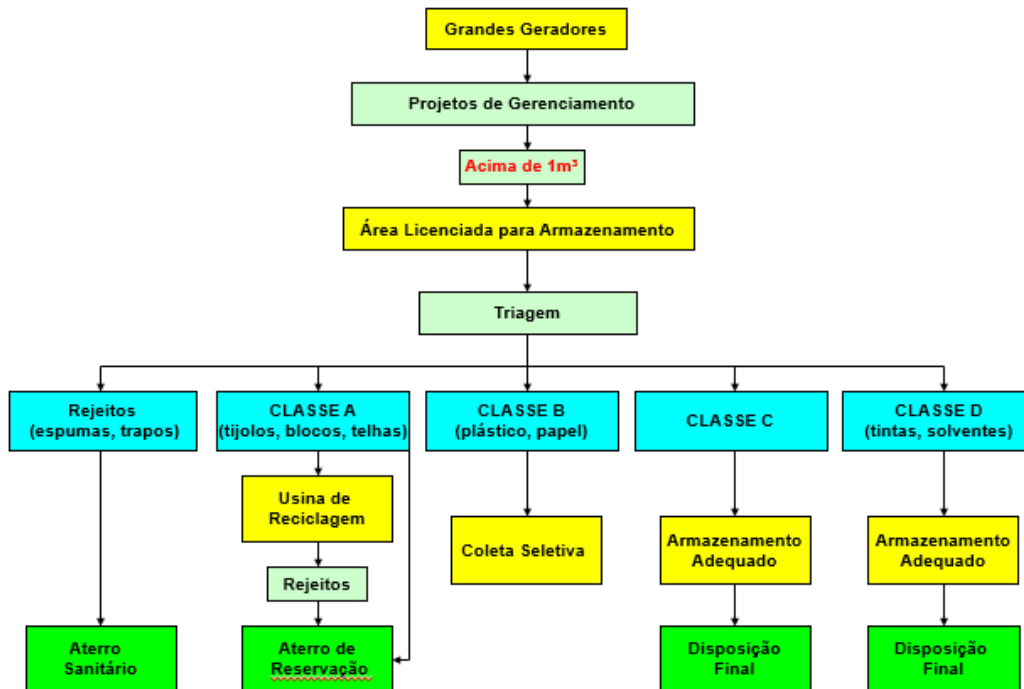 Grandes Geradores
Projetos de Gerenciamento
Acima de 1m³
Área Licenciada para Armazenamento
Triagem
Rejeitos
(espumas, trapos)
CLASSE A
(tijolos, blocos, telhas)
CLASSE B
(plástico, papel)
CLASSE C
CLASSE D
(tintas, solventes)
Usina de
Reciclagem
Rejeitos
Coleta Seletiva
Armazenamento
Adequado
Armazenamento
Adequado
Aterro
Sanitário
Aterro de
Reservação
Disposição
Final
Disposição
Final